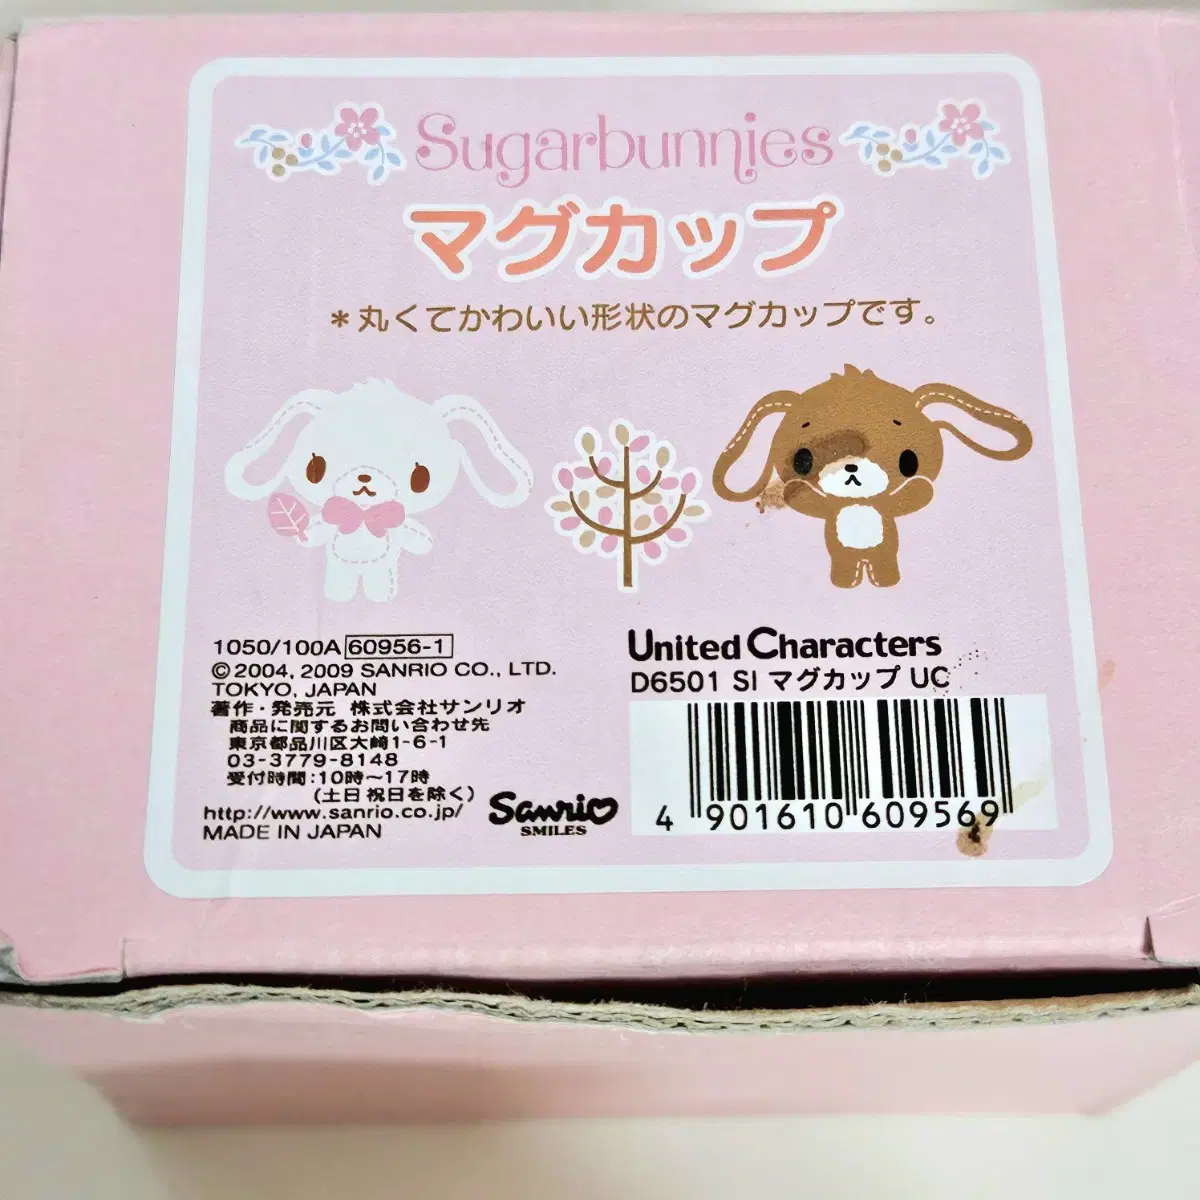 Sugarbunnies
マグカップ
＊丸くてかわいい形状のマグカップです。
1050/100A 60956-1
©2004, 2009 SANRIO CO., LTD.
TOKYO, JAPAN
著作・発売元 株式会社サンリオ
商品に関するお問い合わせ先
東京都品川区大崎1-6-1
03-3779-8148
受付時間：10時～17時
(土日祝日を除く)
http://www.sanrio.co.jp/
MADE IN JAPAN
Sanrio
SMILES
United Characters
D6501 SI マグカップ UC
4 901610 609569